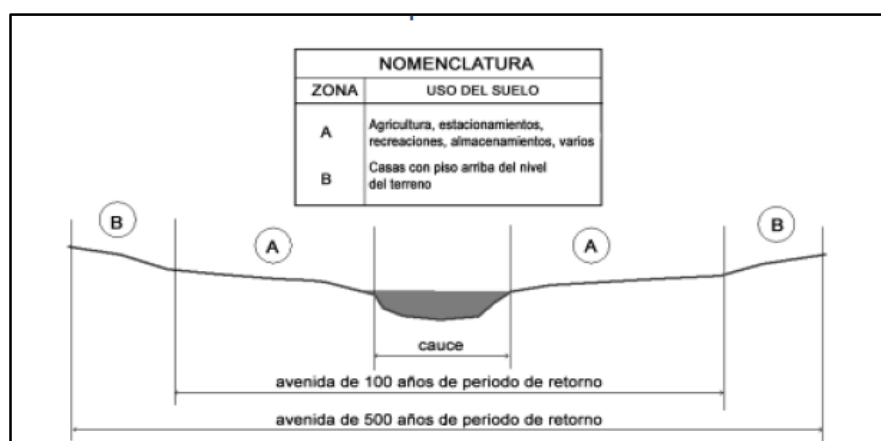 NOMENCLATURA
ZONA USO DEL SUELO
A Agricultura, estacionamientos,
recreaciones, almacenamientos, varios
B Casas con piso arriba del nivel
del terreno
B A A B
cauce
avenida de 100 años de periodo de retorno
avenida de 500 años de periodo de retorno